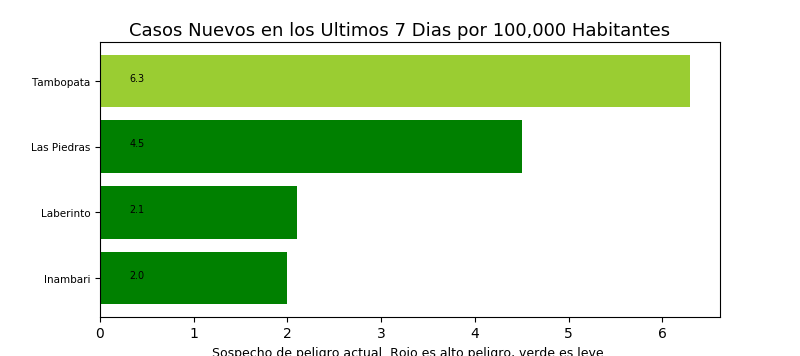 Casos Nuevos en los Ultimos 7 Dias por 100,000 Habitantes
Tambopata
6.3
Las Piedras
4.5
Laberinto
2.1
Inambari
2.0
0 1 2 3 4 5 6
Sospecho de peligro actual. Rojo es alto peligro, verde es leve